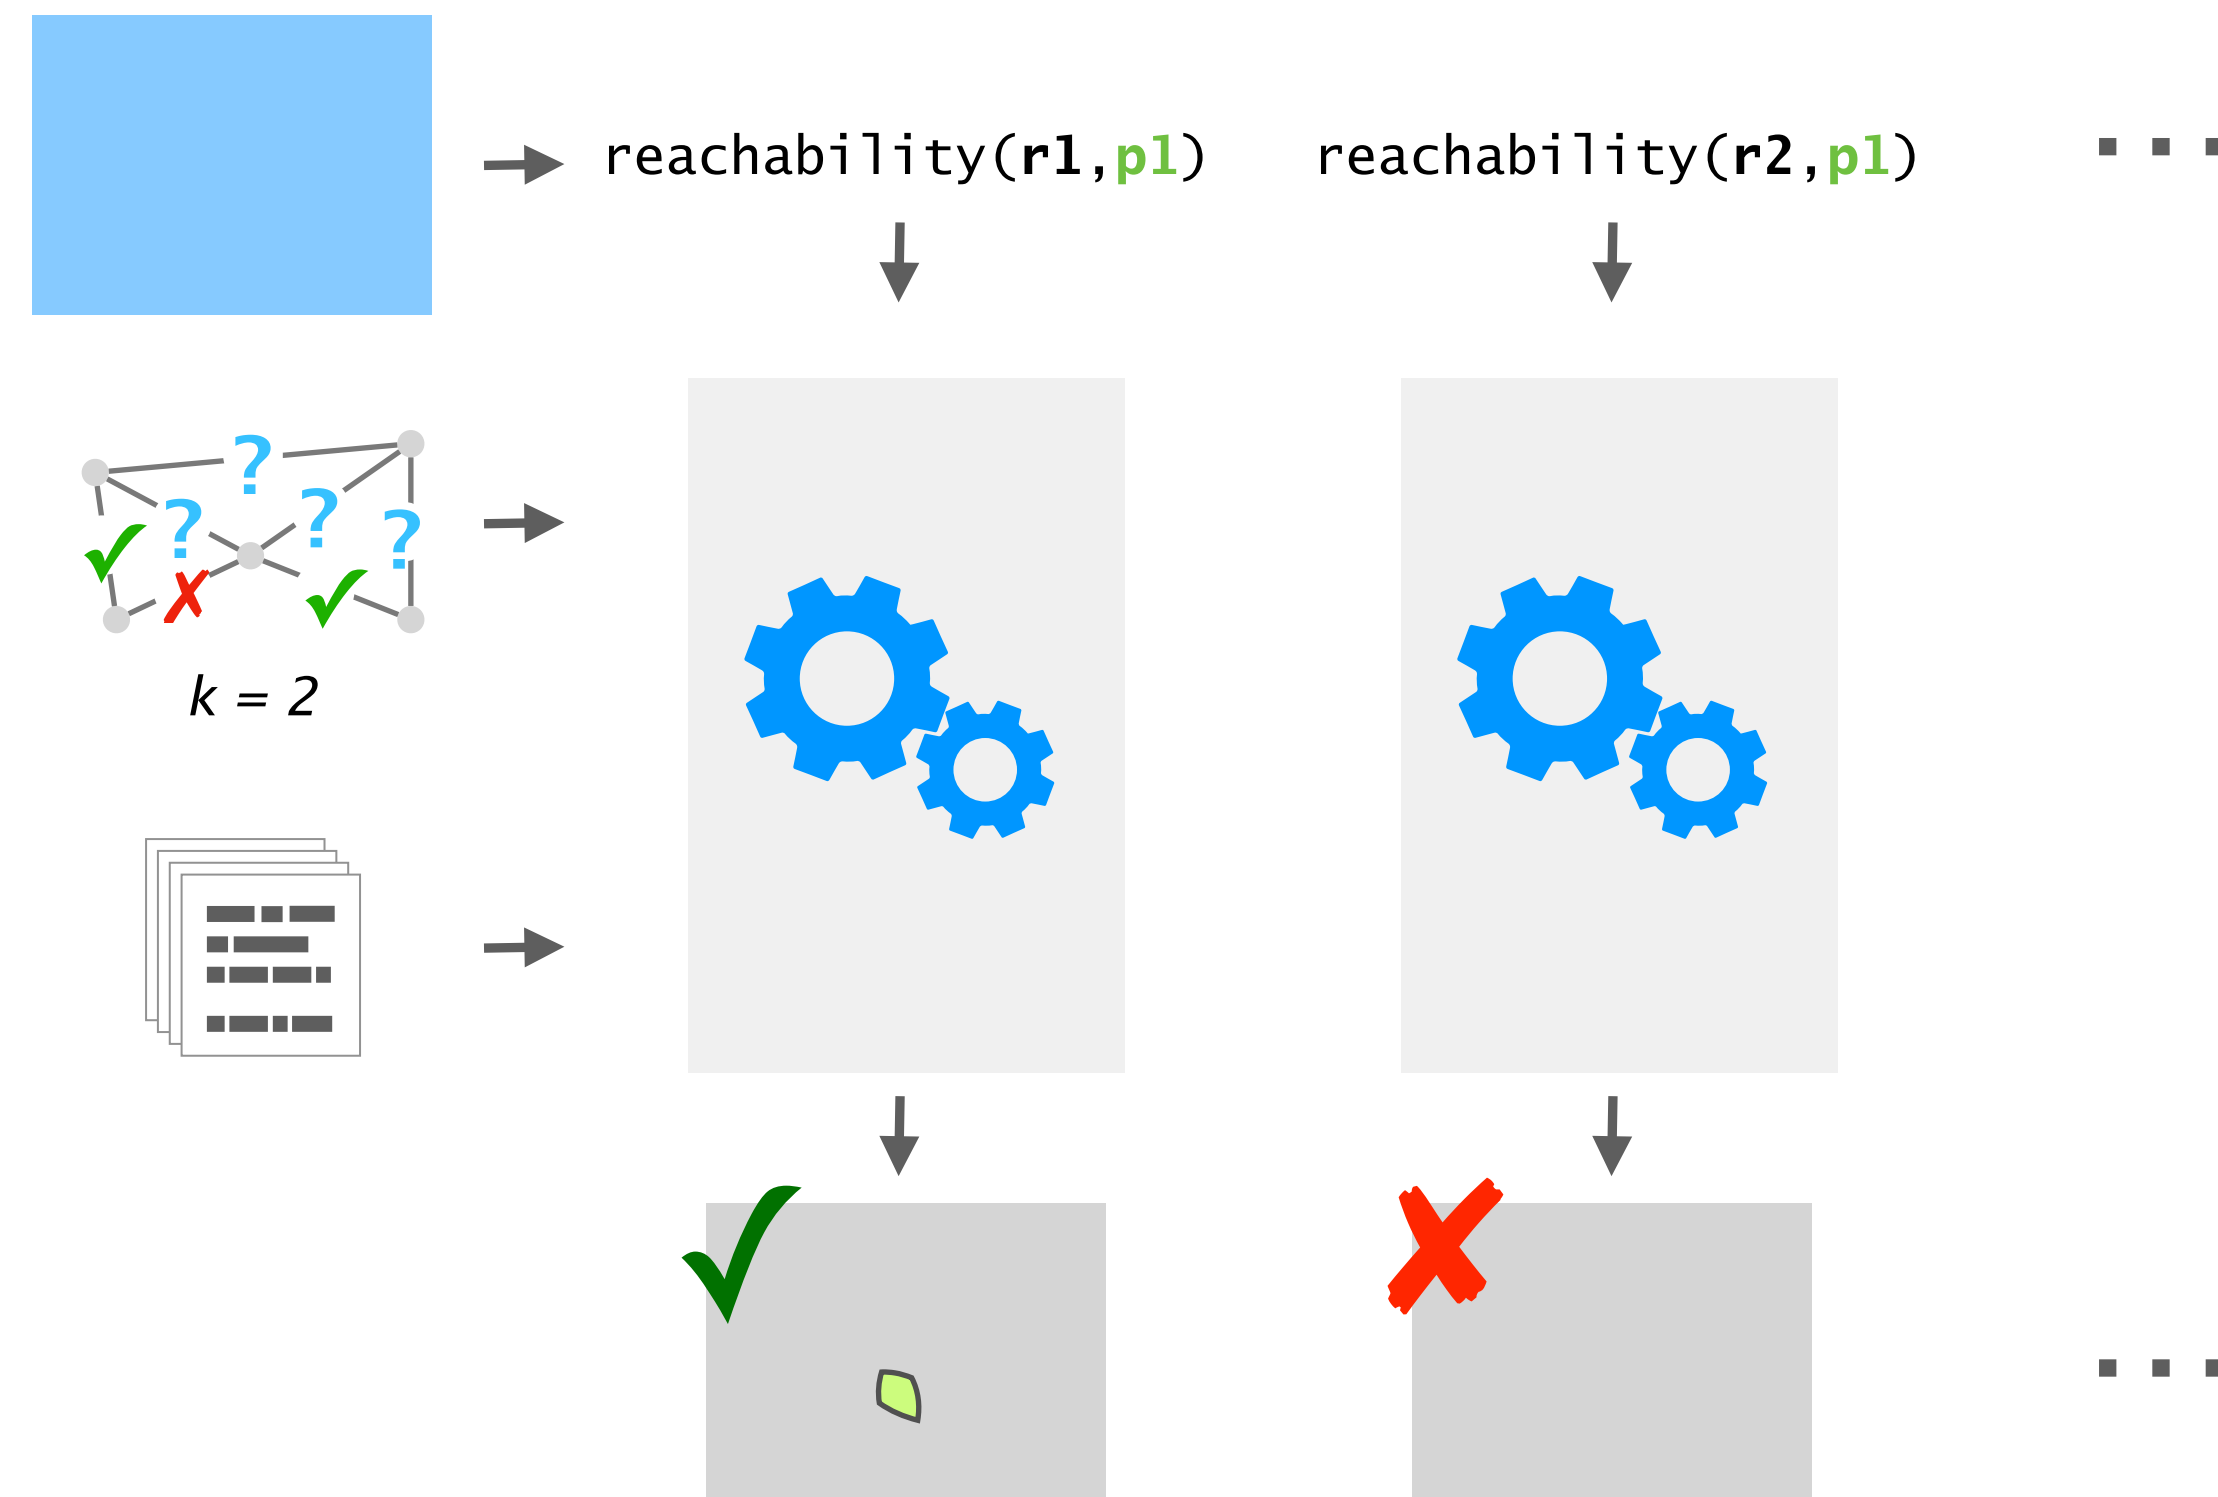 reachability(r1,p1)
reachability(r2,p1)
?
?
?
?
k = 2